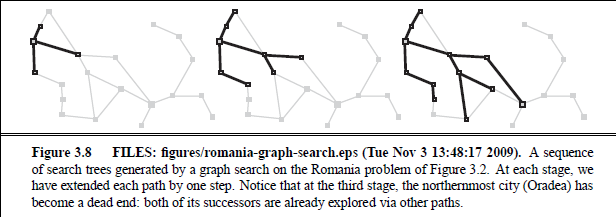 Figure 3.8 FILES: figures/romania-graph-search.eps (Tue Nov 3 13:48:17 2009). A sequence
of search trees generated by a graph search on the Romania problem of Figure 3.2. At each stage, we
have extended each path by one step. Notice that at the third stage, the northernmost city (Oradea) has
become a dead end: both of its successors are already explored via other paths.